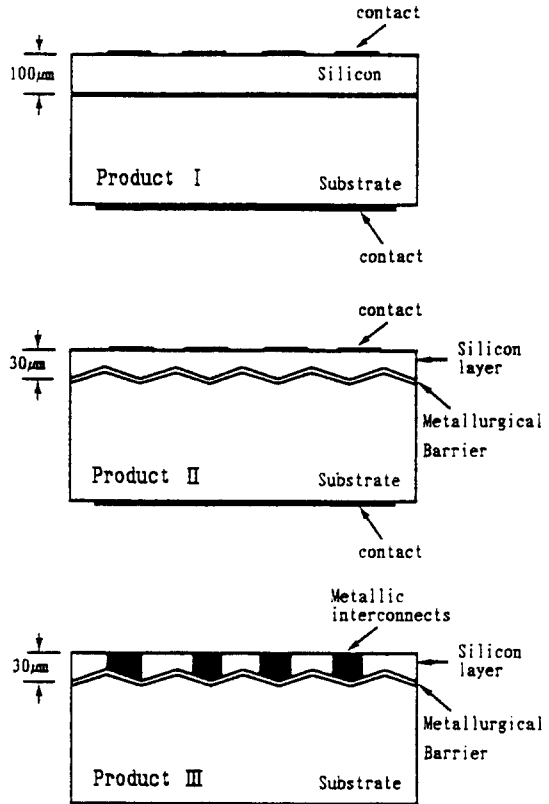 contact
100μm
Silicon
Product I
Substrate
contact
contact
30μm
Silicon
layer
Metallurgical
Barrier
Product II
Substrate
contact
Metallic
interconnects
30μm
Silicon
layer
Metallurgical
Barrier
Product III
Substrate